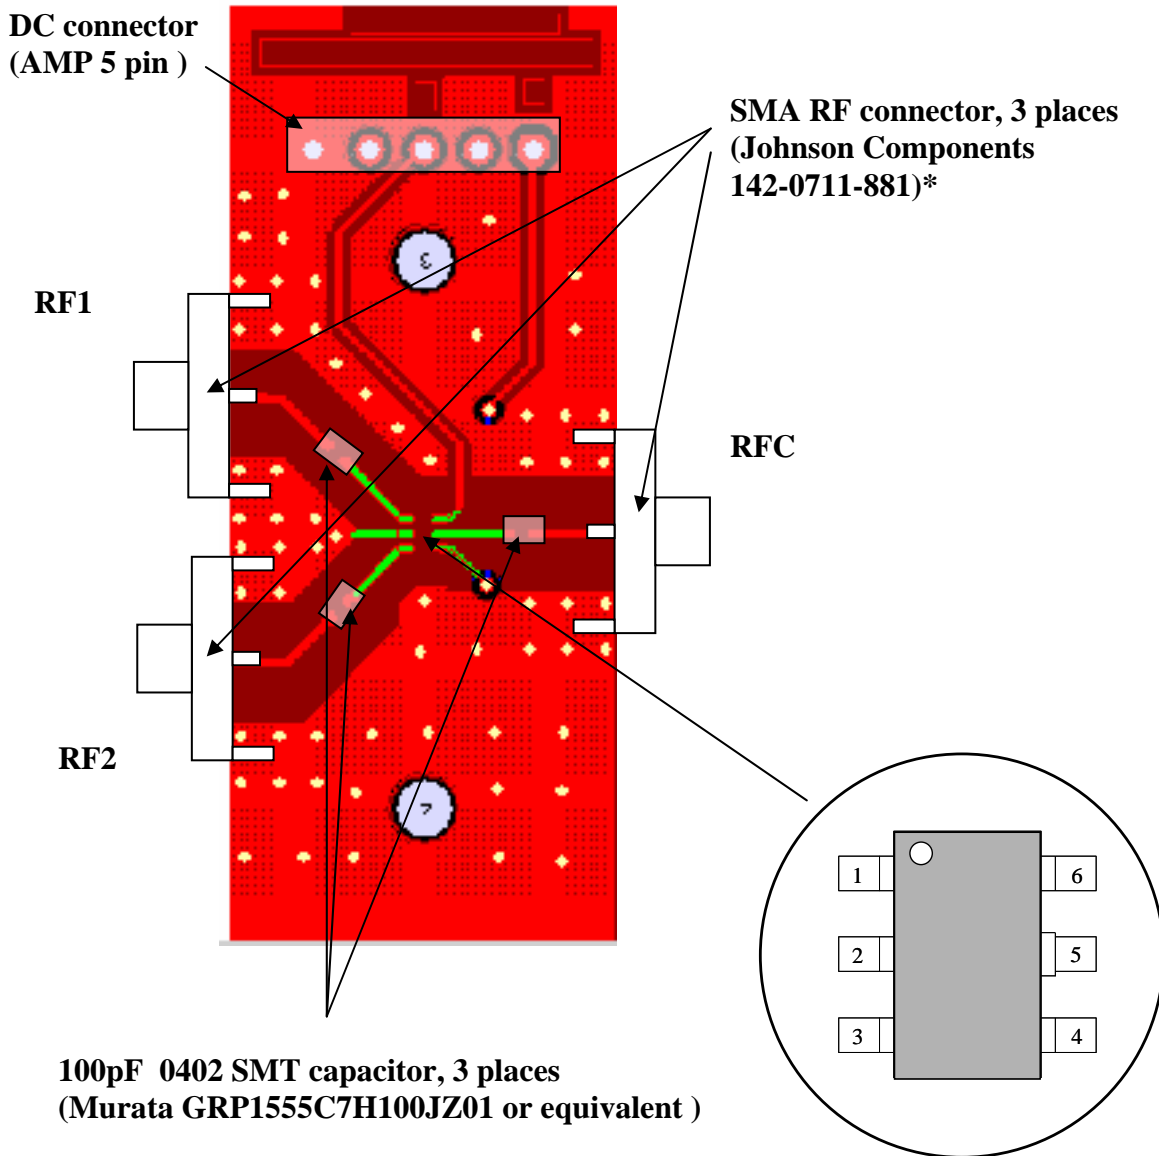 DC connector
(AMP 5 pin )
SMA RF connector, 3 places
(Johnson Components
142-0711-881)*
RF1
RFC
RF2
1
6
2
5
3
4
100pF 0402 SMT capacitor, 3 places
(Murata GRP1555C7H100JZ01 or equivalent )